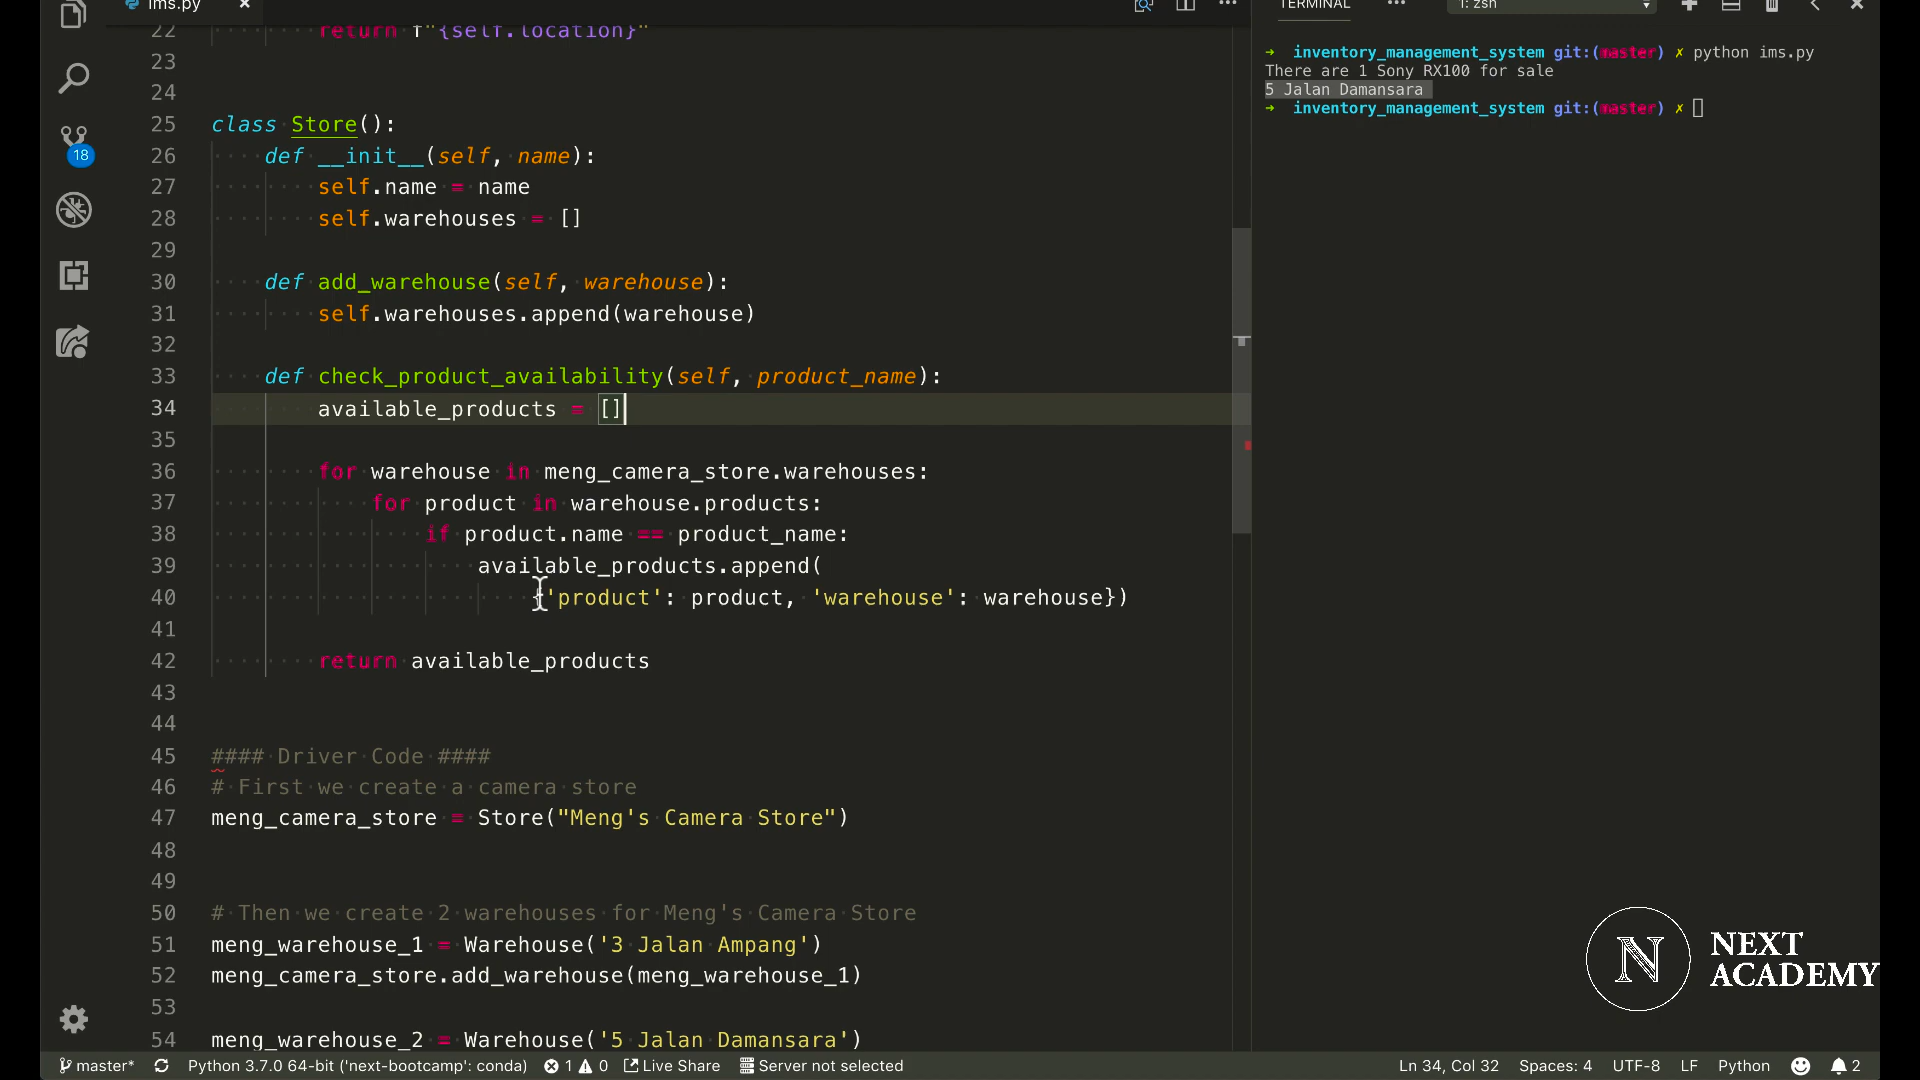 ims.py
22 return f"{self.location}"
23
24
25 class Store():
26 def __init__(self, name):
27 self.name = name
28 self.warehouses = []
29
30 def add_warehouse(self, warehouse):
31 self.warehouses.append(warehouse)
32
33 def check_product_availability(self, product_name):
34 available_products = []
35
36 for warehouse in meng_camera_store.warehouses:
37 for product in warehouse.products:
38 if product.name == product_name:
39 available_products.append(
40 {'product': product, 'warehouse': warehouse})
41
42 return available_products
43
44
45 #### Driver Code ####
46 # First we create a camera store
47 meng_camera_store = Store("Meng's Camera Store")
48
49
50 # Then we create 2 warehouses for Meng's Camera Store
51 meng_warehouse_1 = Warehouse('3 Jalan Ampang')
52 meng_camera_store.add_warehouse(meng_warehouse_1)
53
54 meng_warehouse_2 = Warehouse('5 Jalan Damansara')
18
TERMINAL ••• 1: zsh
➜ inventory_management_system git:(master) ✗ python ims.py
There are 1 Sony RX100 for sale
5 Jalan Damansara
➜ inventory_management_system git:(master) ✗
N NEXT
ACADEMY
master* Python 3.7.0 64-bit ('next-bootcamp': conda) 1 0 Live Share Server not selected Ln 34, Col 32 Spaces: 4 UTF-8 LF Python 2